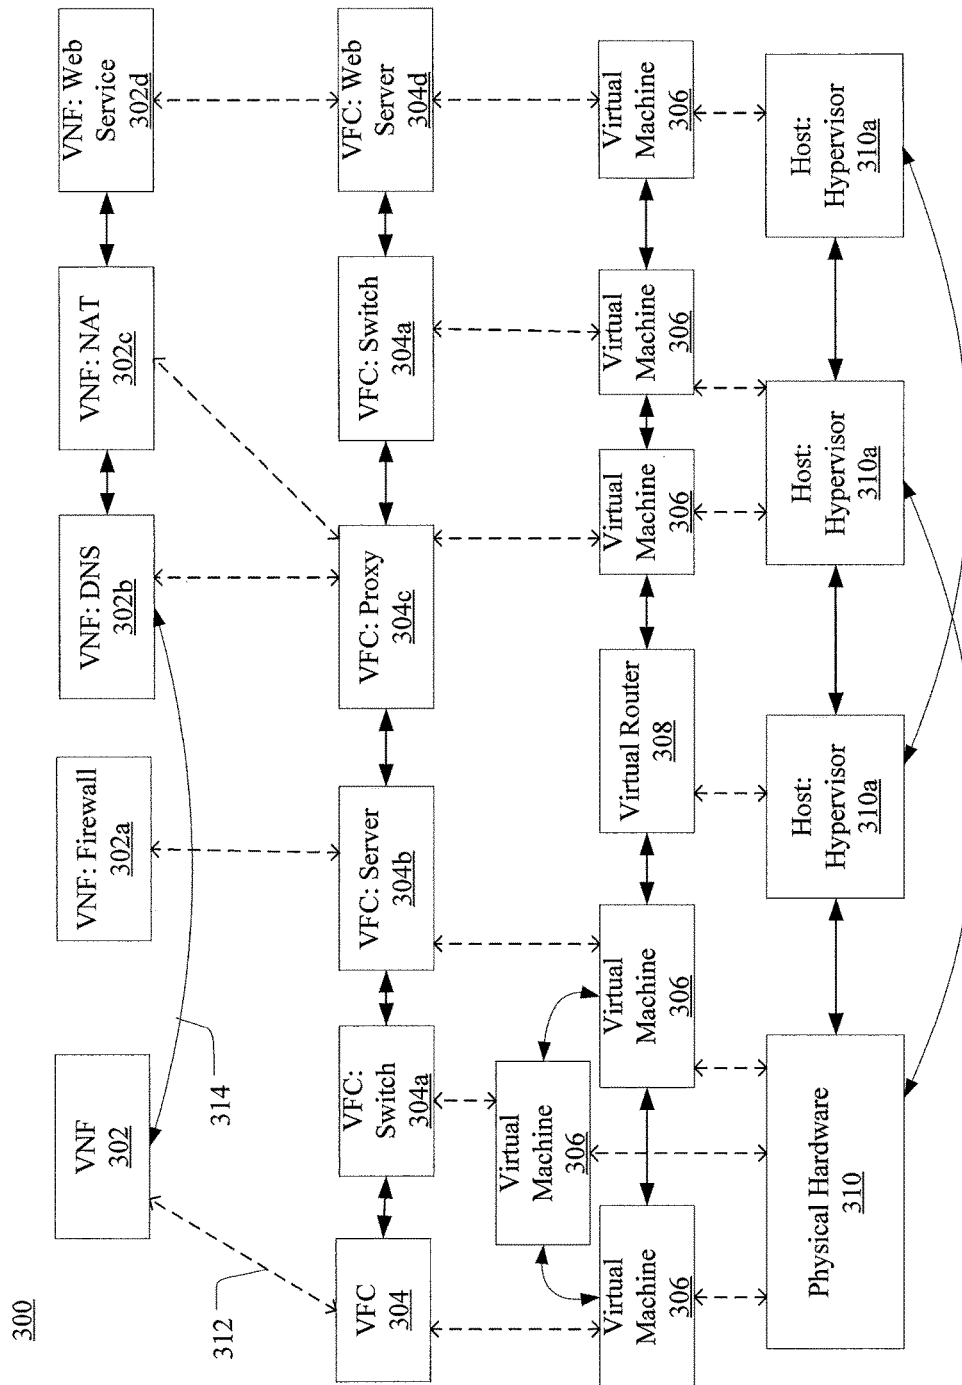 300
312
314
VNF
302
VNF: Firewall
302a
VNF: DNS
302b
VNF: NAT
302c
VNF: Web
Service
302d
VFC
304
VFC:
Switch
304a
VFC: Server
304b
VFC: Proxy
304c
VFC: Switch
304a
VFC: Web
Server
304d
Virtual
Machine
306
Virtual
Machine
306
Virtual
Machine
306
Virtual Router
308
Virtual
Machine
306
Virtual
Machine
306
Virtual
Machine
306
Physical Hardware
310
Host:
Hypervisor
310a
Host:
Hypervisor
310a
Host:
Hypervisor
310a